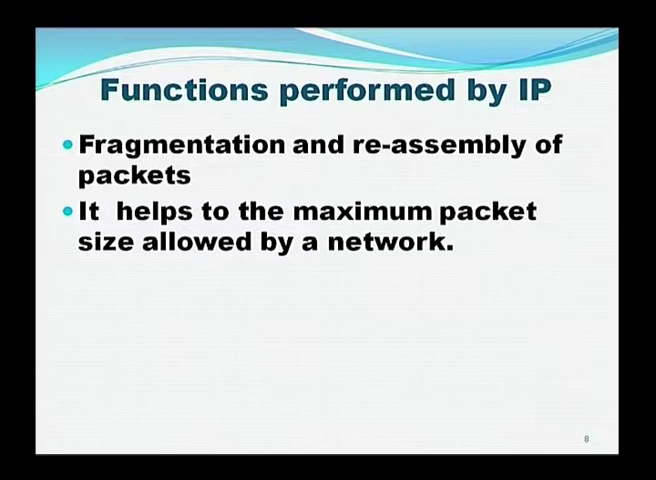 Functions performed by IP
•Fragmentation and re-assembly of
packets
•It helps to the maximum packet
size allowed by a network.
8